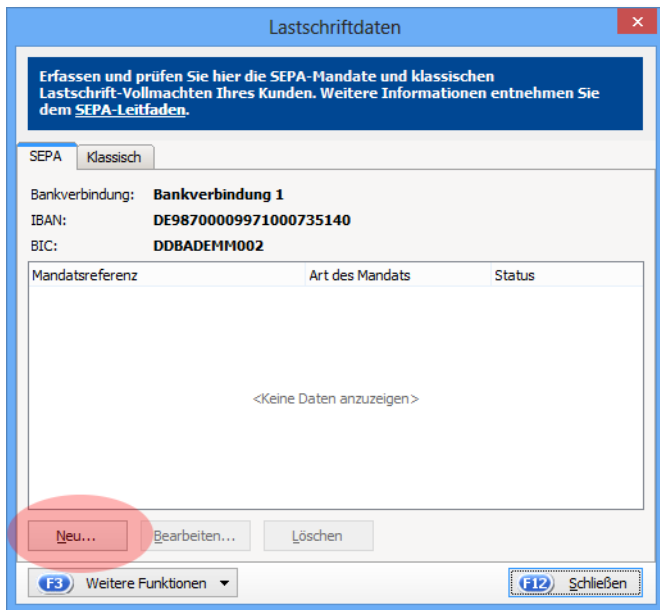 Lastschriftdaten
Erfassen und prüfen Sie hier die SEPA-Mandate und klassischen
Lastschrift-Vollmachten Ihres Kunden. Weitere Informationen entnehmen Sie
dem SEPA-Leitfaden.
SEPA Klassisch
Bankverbindung: Bankverbindung 1
IBAN: DE98700009971000735140
BIC: DDBADEMM002
Mandatsreferenz Art des Mandats Status
<Keine Daten anzuzeigen>
Neu... Bearbeiten... Löschen
F3 Weitere Funktionen F12 Schließen